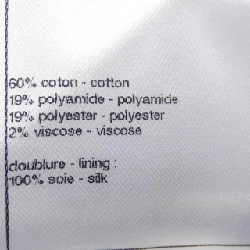 60% coton - cotton
19% polyamide - polyamide
19% polyester - polyester
2% viscose - viscose
doublure - lining :
100% soie - silk